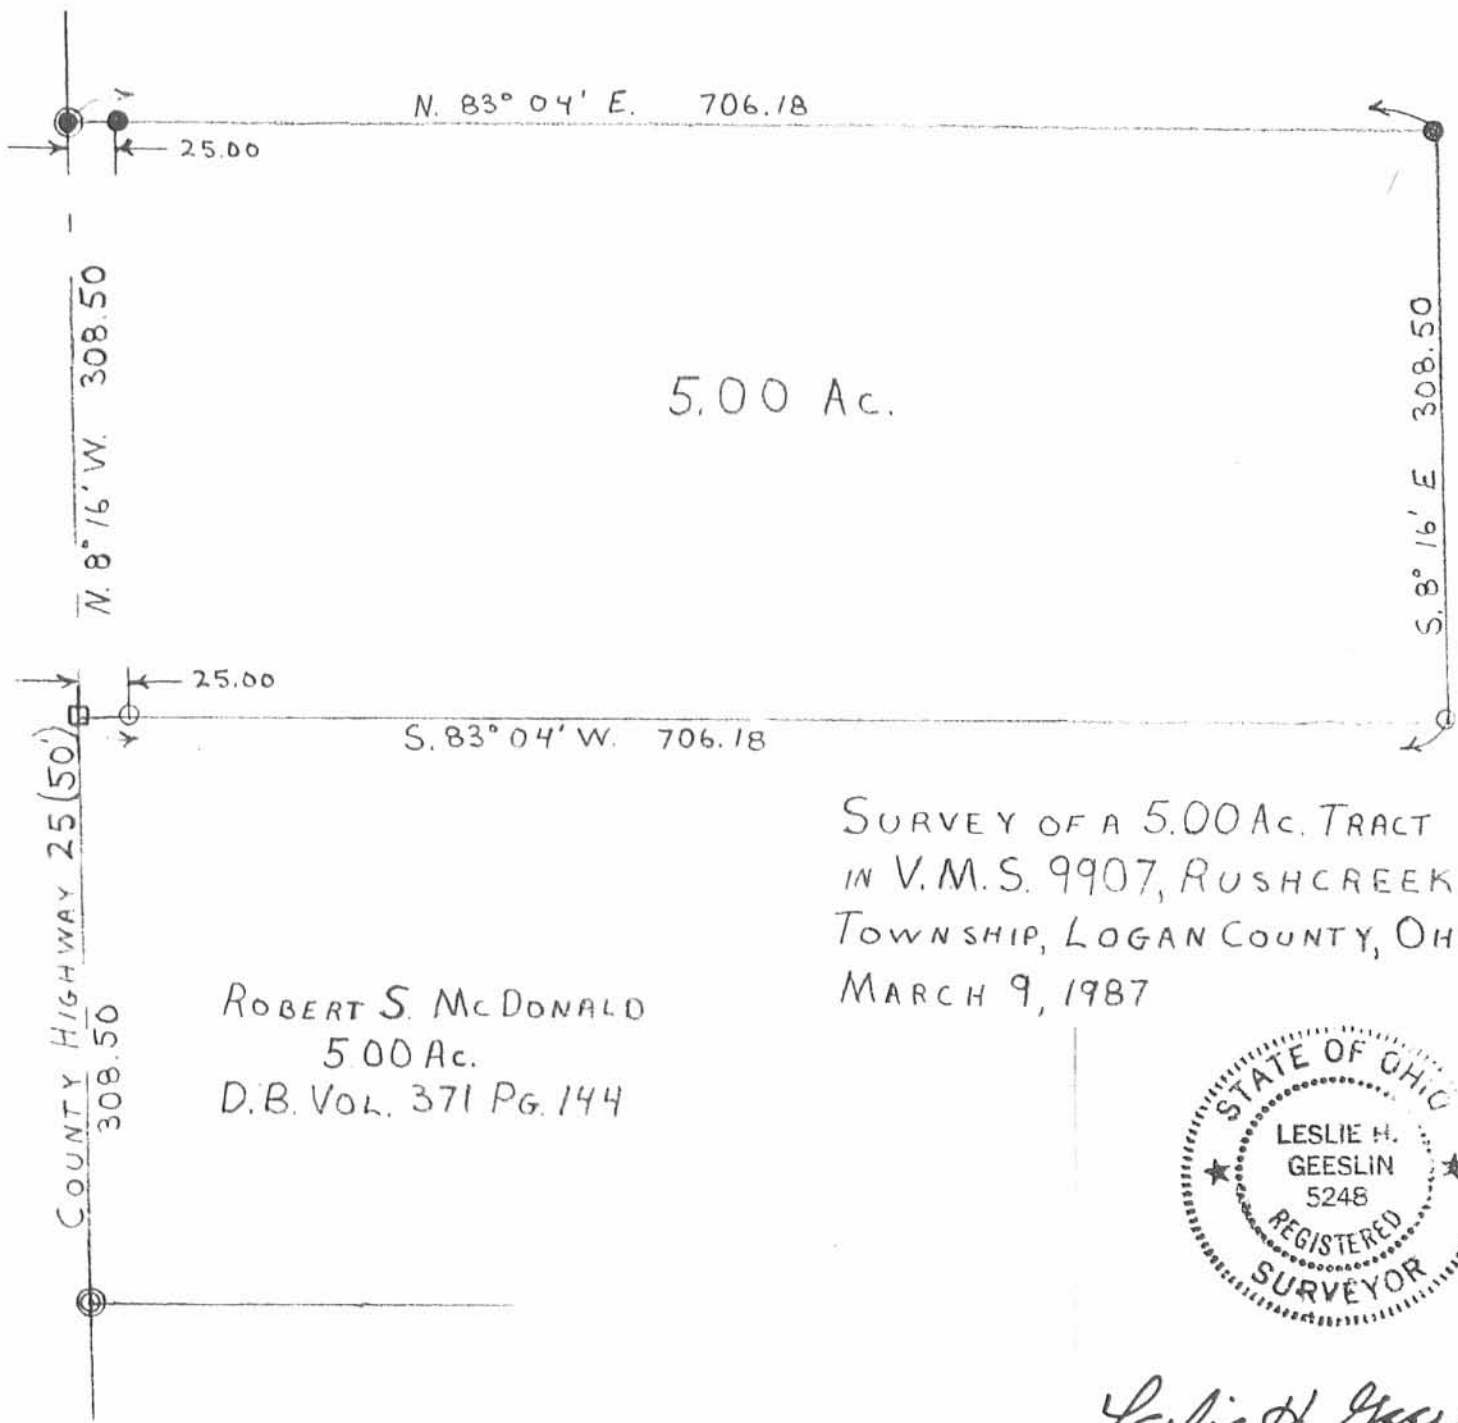 N. 83° 04' E. 706.18
25.00
N. 8° 16' W. 308.50
5.00 Ac.
S. 8° 16' E 308.50
25.00
S. 83° 04' W. 706.18
COUNTY HIGHWAY 25 (50')
308.50
SURVEY OF A 5.00 Ac. TRACT
IN V.M.S. 9907, RUSHCREEK
TOWNSHIP, LOGAN COUNTY, OH
MARCH 9, 1987
ROBERT S. McDONALD
5.00 Ac.
D.B. VOL. 371 PG. 144
STATE OF OHIO
LESLIE H.
GEESLIN
5248
REGISTERED
SURVEYOR
Leslie H.